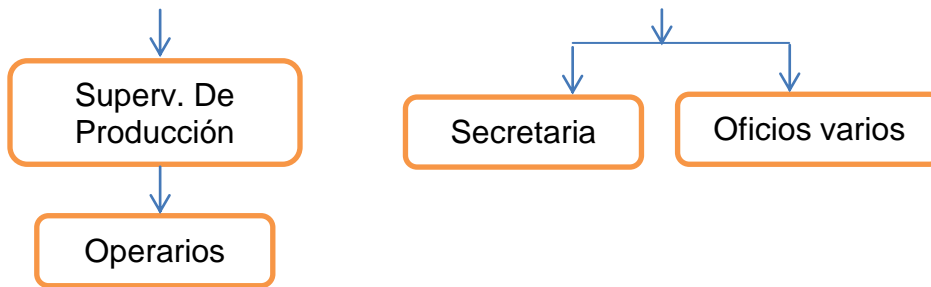 Superv. De
Producción
Secretaria
Oficios varios
Operarios